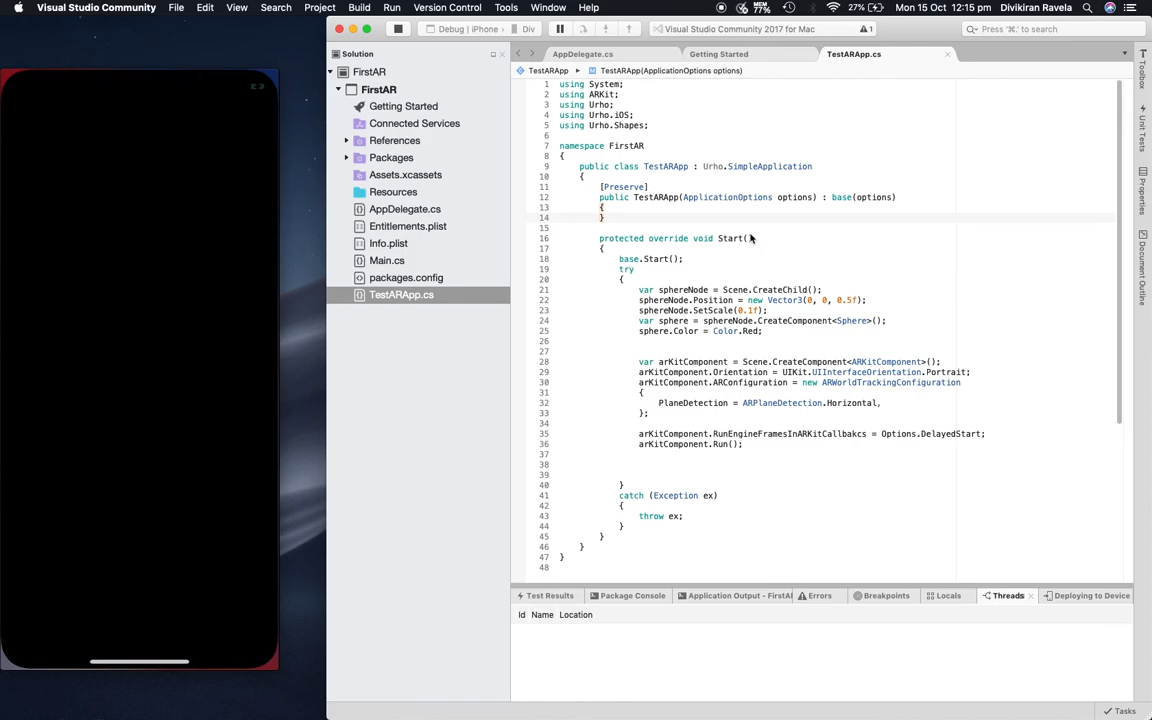 Visual Studio Community File Edit View Search Project Build Run Version Control Tools Window Help MEM 77% 27% Mon 15 Oct 12:15 pm Divikiran Ravela
Debug | iPhone > Div Visual Studio Community 2017 for Mac 1 Press '⌘.' to search
Solution
AppDelegate.cs Getting Started TestARApp.cs
TestARApp ▸ TestARApp(ApplicationOptions options)
FirstAR
FirstAR
Getting Started
Connected Services
References
Packages
Assets.xcassets
Resources
AppDelegate.cs
Entitlements.plist
Info.plist
Main.cs
packages.config
TestARApp.cs
1 using System;
2 using ARKit;
3 using Urho;
4 using Urho.iOS;
5 using Urho.Shapes;
6
7 namespace FirstAR
8 {
9 public class TestARApp : Urho.SimpleApplication
10 {
11 [Preserve]
12 public TestARApp(ApplicationOptions options) : base(options)
13 {
14 }
15
16 protected override void Start()
17 {
18 base.Start();
19 try
20 {
21 var sphereNode = Scene.CreateChild();
22 sphereNode.Position = new Vector3(0, 0, 0.5f);
23 sphereNode.SetScale(0.1f);
24 var sphere = sphereNode.CreateComponent<Sphere>();
25 sphere.Color = Color.Red;
26
27
28 var arKitComponent = Scene.CreateComponent<ARKitComponent>();
29 arKitComponent.Orientation = UIKit.UIInterfaceOrientation.Portrait;
30 arKitComponent.ARConfiguration = new ARWorldTrackingConfiguration
31 {
32 PlaneDetection = ARPlaneDetection.Horizontal,
33 };
34
35 arKitComponent.RunEngineFramesInARKitCallbakcs = Options.DelayedStart;
36 arKitComponent.Run();
37
38
39
40 }
41 catch (Exception ex)
42 {
43 throw ex;
44 }
45 }
46 }
47 }
48
Toolbox
Unit Tests
Properties
Document Outline
Test Results Package Console Application Output - FirstAR Errors Breakpoints Locals Threads Deploying to Device
Id Name Location
Tasks